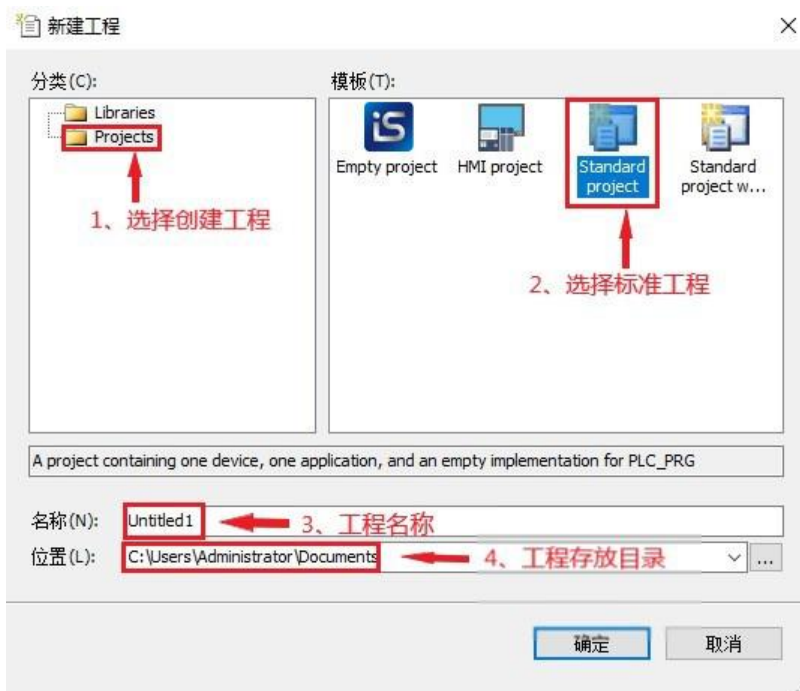 新建工程
分类(C):
模板(T):
Libraries
Projects
Empty project
HMI project
Standard
project
Standard
project w...
1、选择创建工程
2、选择标准工程
A project containing one device, one application, and an empty implementation for PLC_PRG
名称(N):
Untitled1
3、工程名称
位置(L):
C:\Users\Administrator\Documents
4、工程存放目录
...
确定
取消